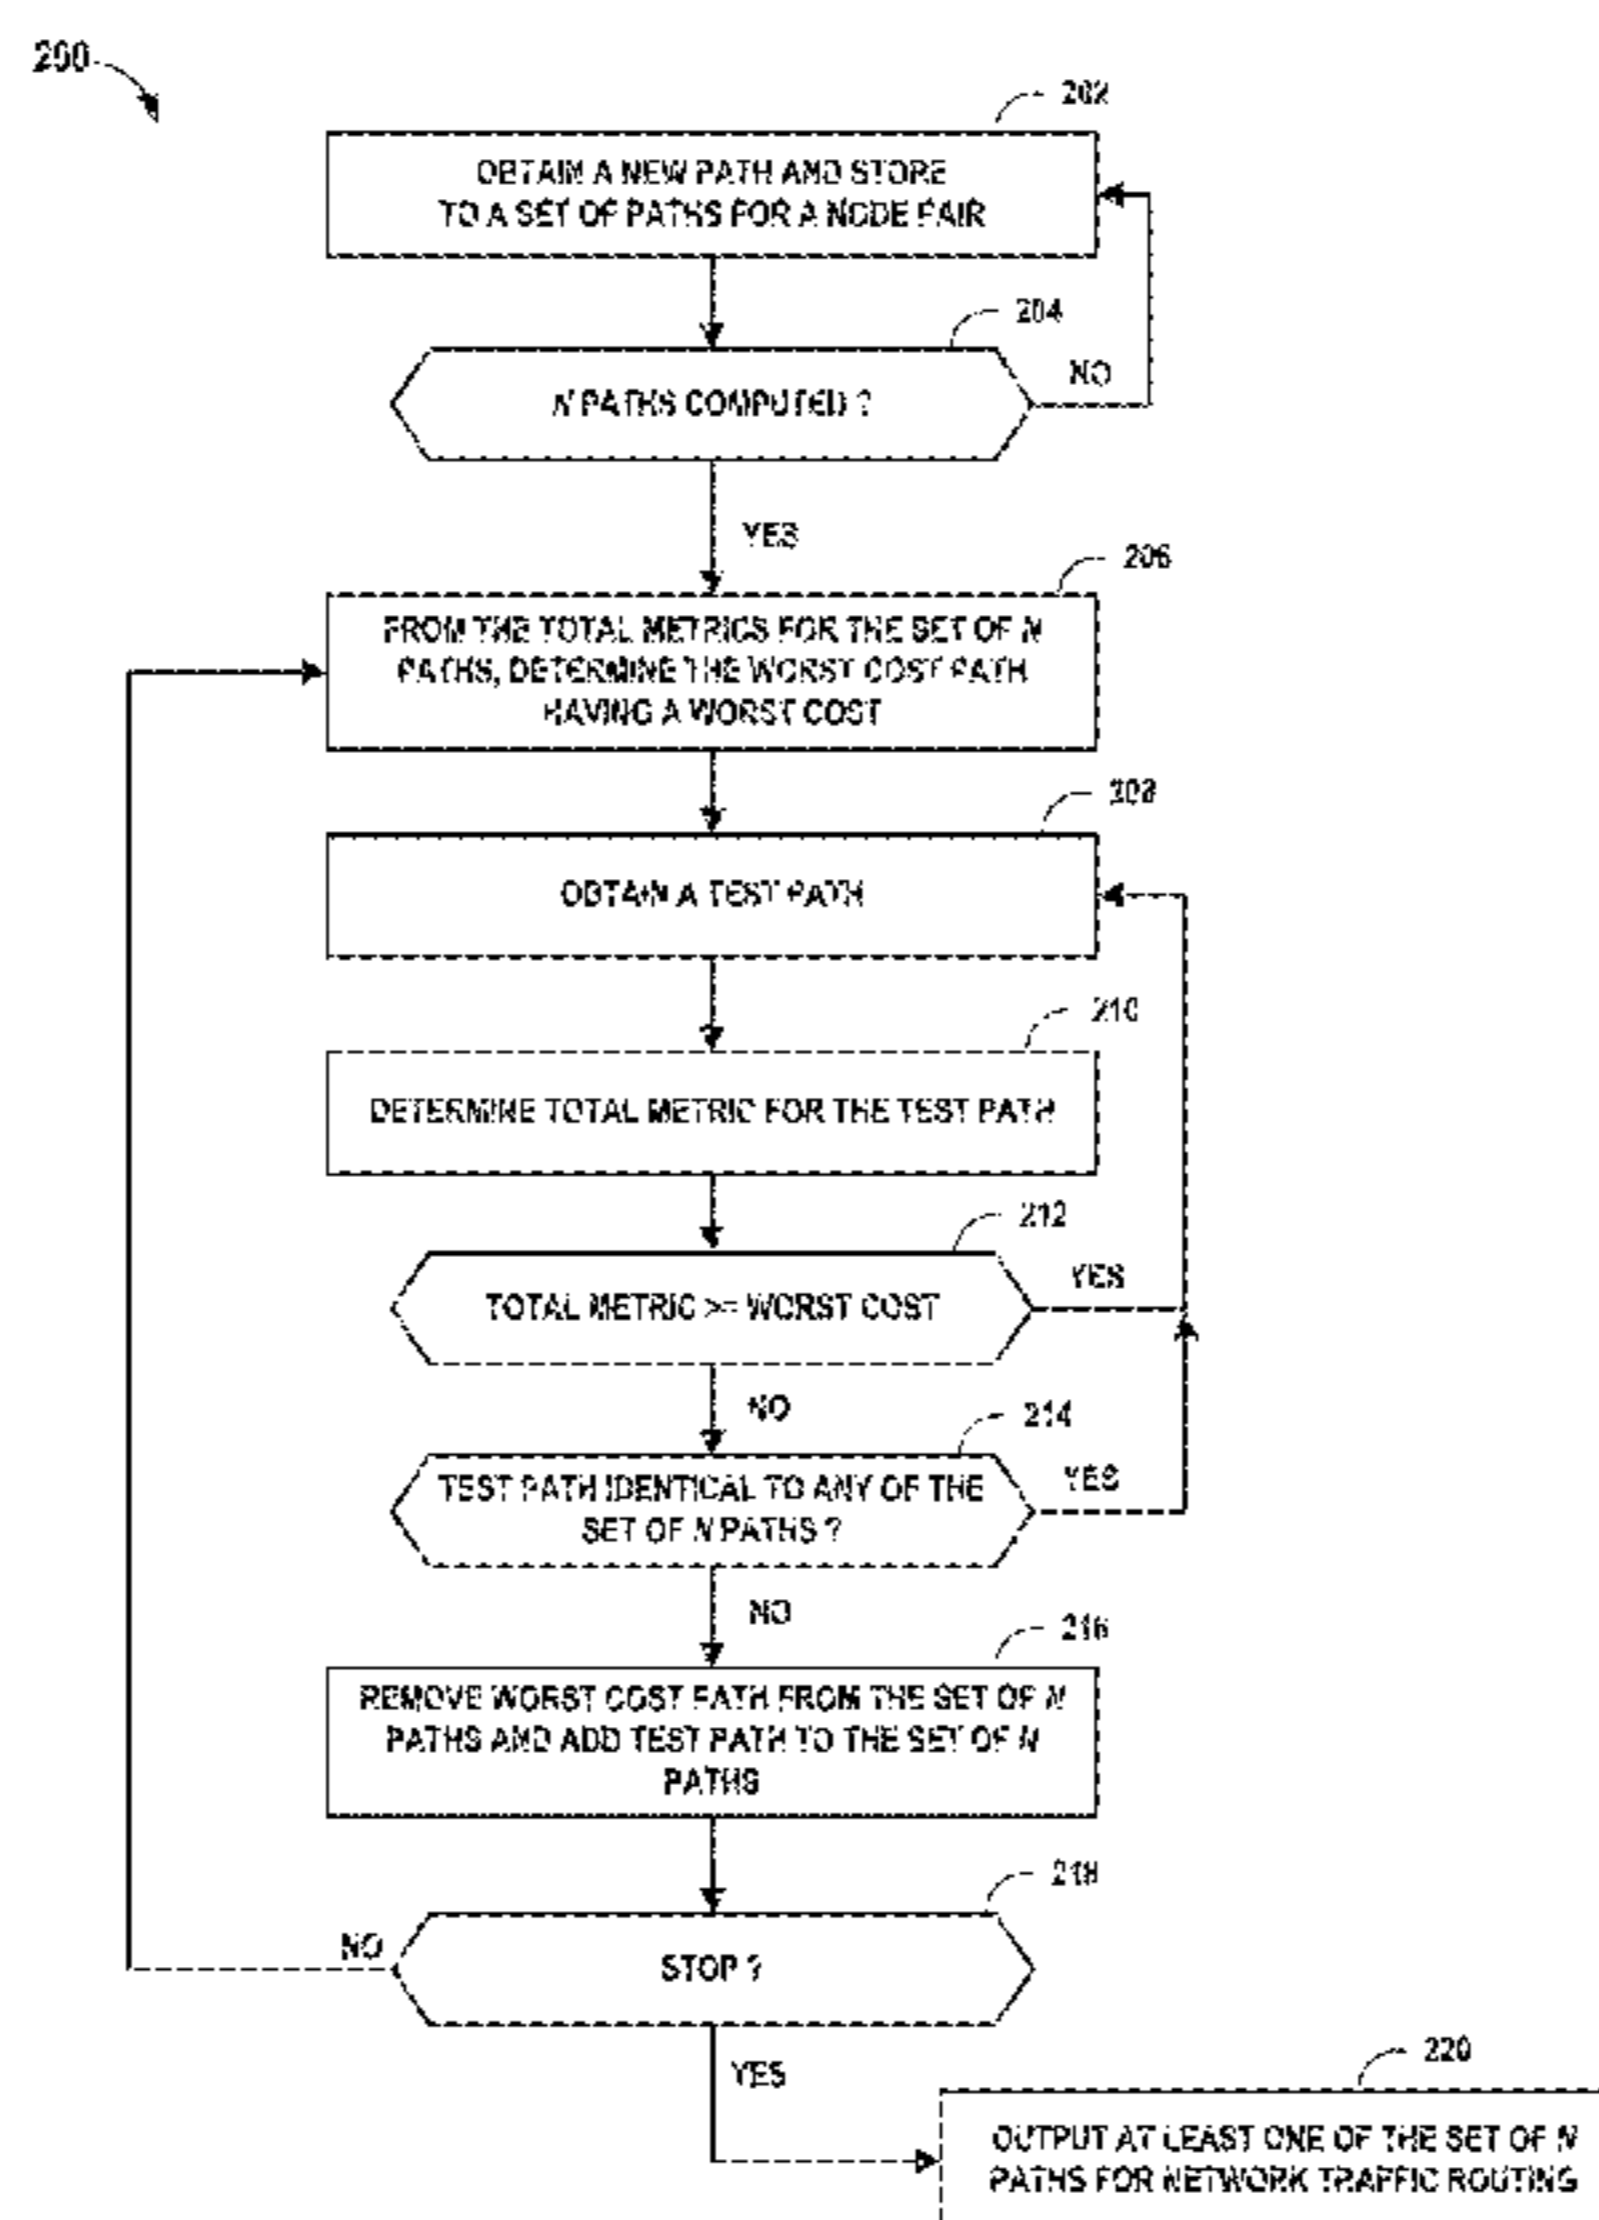 200
202
OBTAIN A NEW PATH AND STORE
TO A SET OF PATHS FOR A NODE PAIR
204
N PATHS COMPUTED ?
NO
YES
206
FROM THE TOTAL METRICS FOR THE SET OF N
PATHS, DETERMINE THE WORST COST PATH
HAVING A WORST COST
208
OBTAIN A TEST PATH
210
DETERMINE TOTAL METRIC FOR THE TEST PATH
212
TOTAL METRIC >= WORST COST
YES
NO
214
TEST PATH IDENTICAL TO ANY OF THE
SET OF N PATHS ?
YES
NO
216
REMOVE WORST COST PATH FROM THE SET OF N
PATHS AND ADD TEST PATH TO THE SET OF N
PATHS
218
NO
STOP ?
YES
220
OUTPUT AT LEAST ONE OF THE SET OF N
PATHS FOR NETWORK TRAFFIC ROUTING